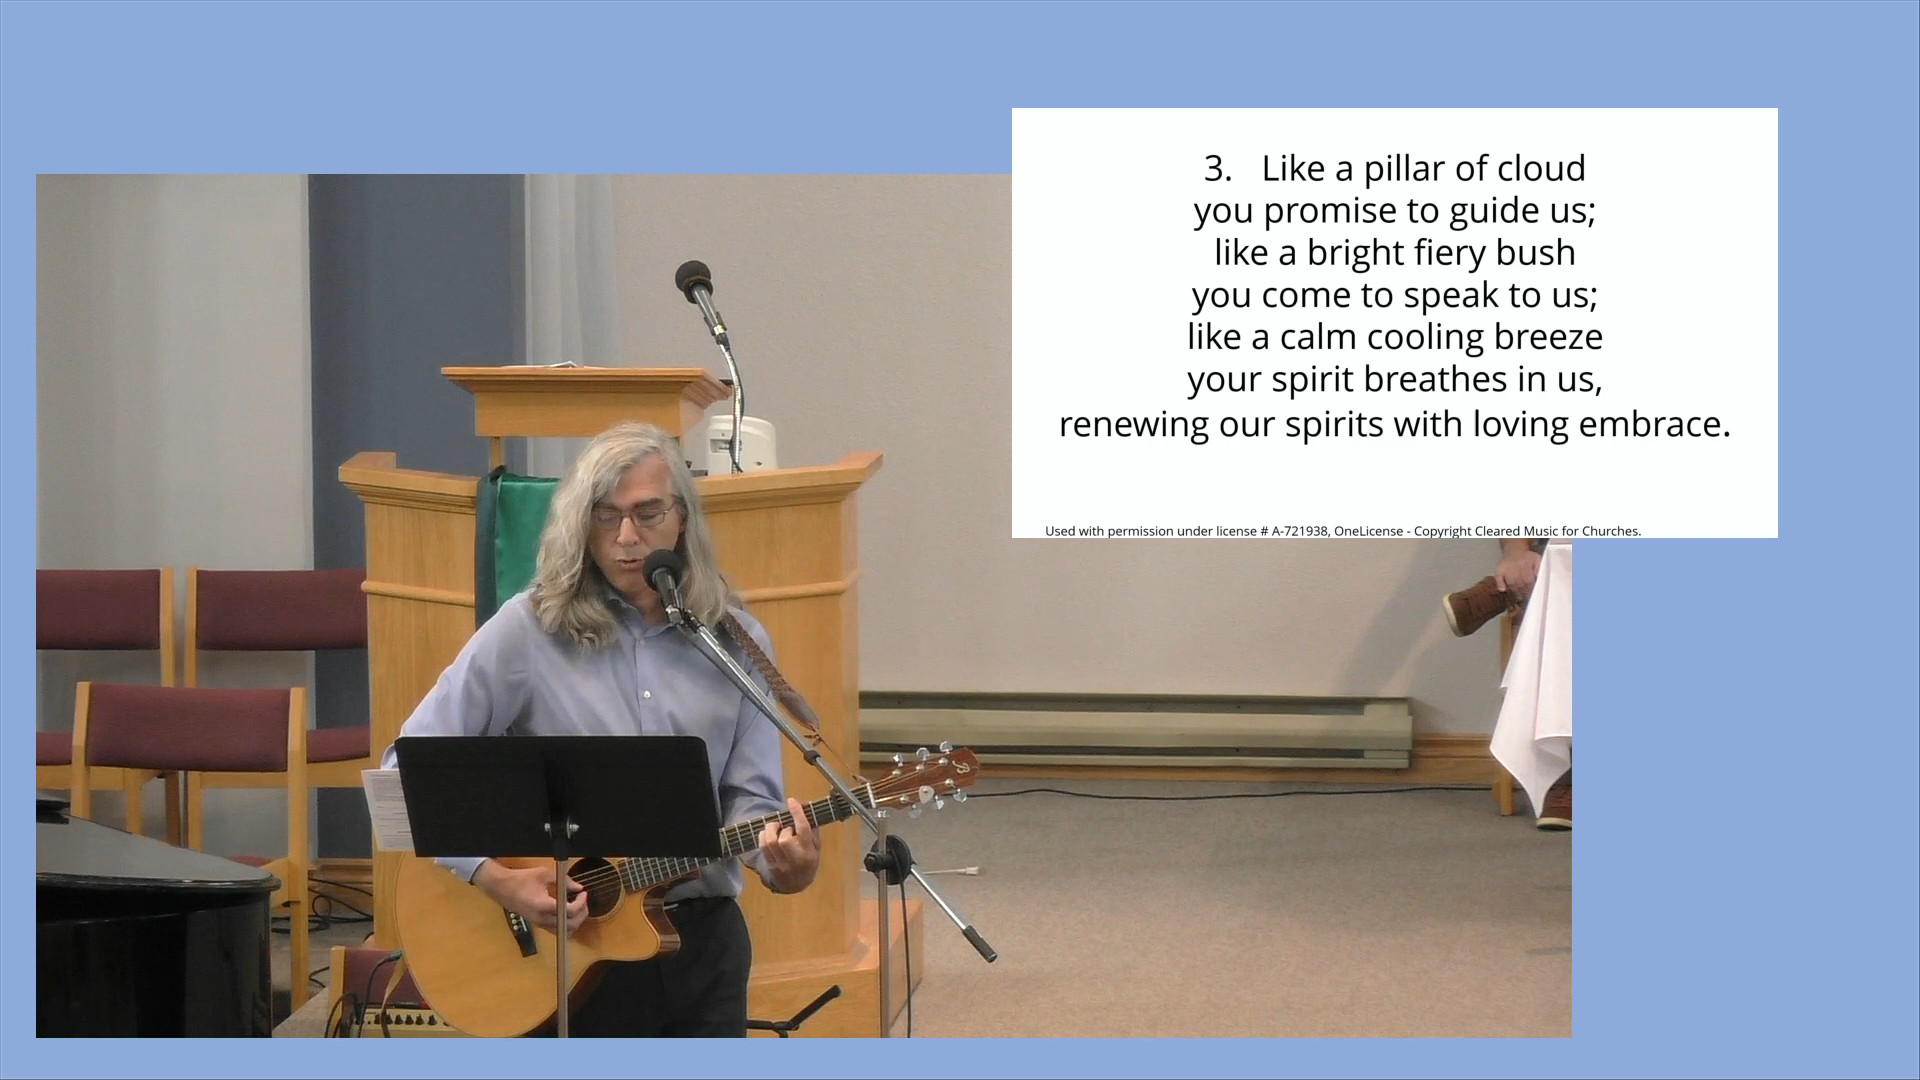 3. Like a pillar of cloud
you promise to guide us;
like a bright fiery bush
you come to speak to us;
like a calm cooling breeze
your spirit breathes in us,
renewing our spirits with loving embrace.
Used with permission under license # A-721938, OneLicense - Copyright Cleared Music for Churches.